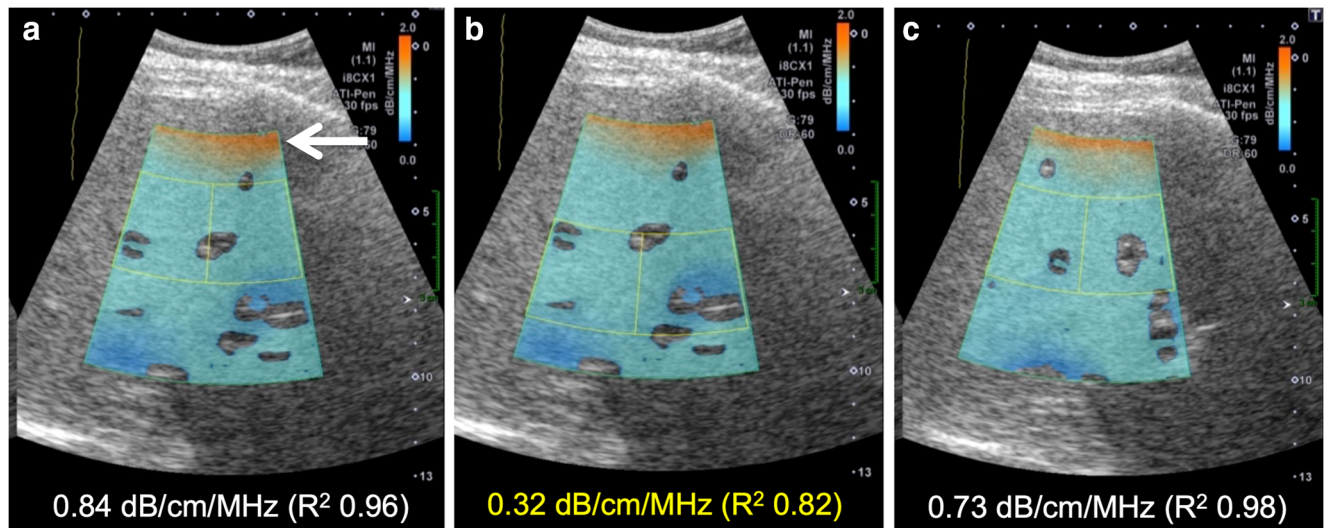 a
2.0
0
MI
(1.1)
i8CX1
ATI-Pen
30 fps
G:79
DR:60
dB/cm/MHz
0.0
5
10
13
0.84 dB/cm/MHz (R² 0.96)
b
2.0
0
MI
(1.1)
i8CX1
ATI-Pen
30 fps
G:79
DR:60
dB/cm/MHz
0.0
5
10
13
0.32 dB/cm/MHz (R² 0.82)
c
T
2.0
0
MI
(1.1)
i8CX1
ATI-Pen
30 fps
G:79
DR:60
dB/cm/MHz
0.0
5
10
13
0.73 dB/cm/MHz (R² 0.98)